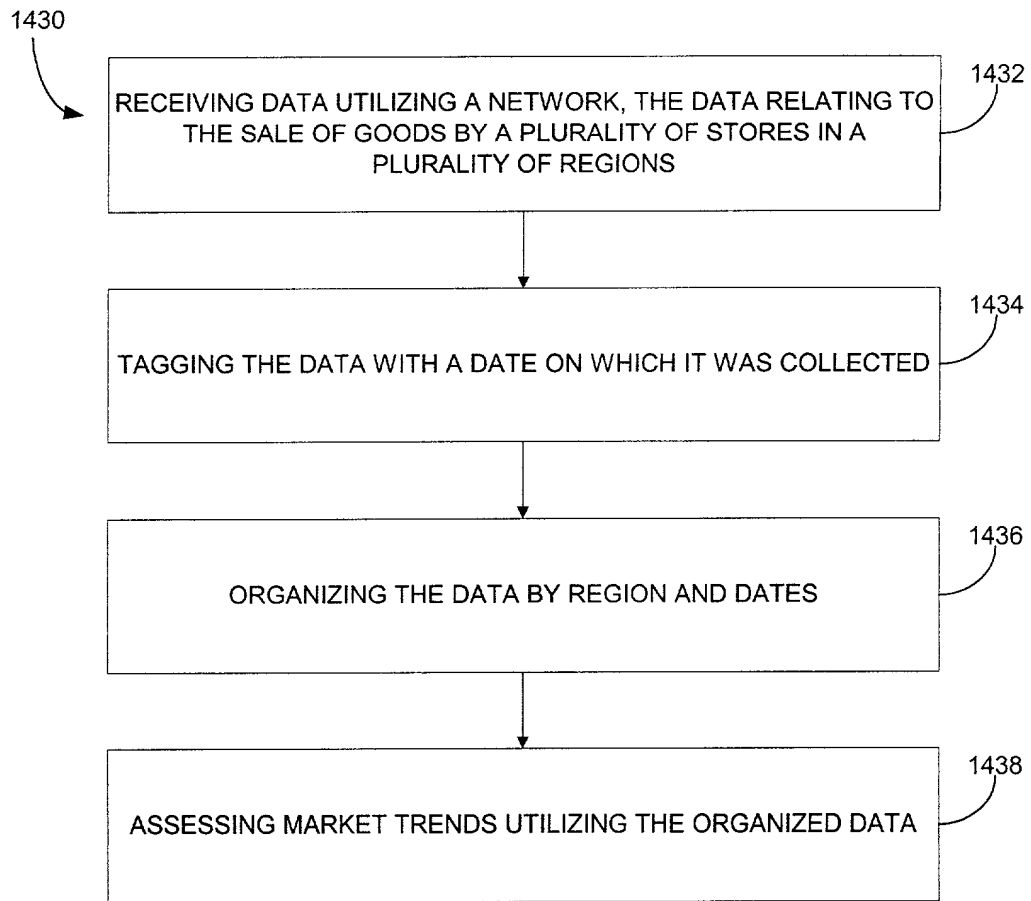 1430
1432
RECEIVING DATA UTILIZING A NETWORK, THE DATA RELATING TO
THE SALE OF GOODS BY A PLURALITY OF STORES IN A
PLURALITY OF REGIONS
1434
TAGGING THE DATA WITH A DATE ON WHICH IT WAS COLLECTED
1436
ORGANIZING THE DATA BY REGION AND DATES
1438
ASSESSING MARKET TRENDS UTILIZING THE ORGANIZED DATA